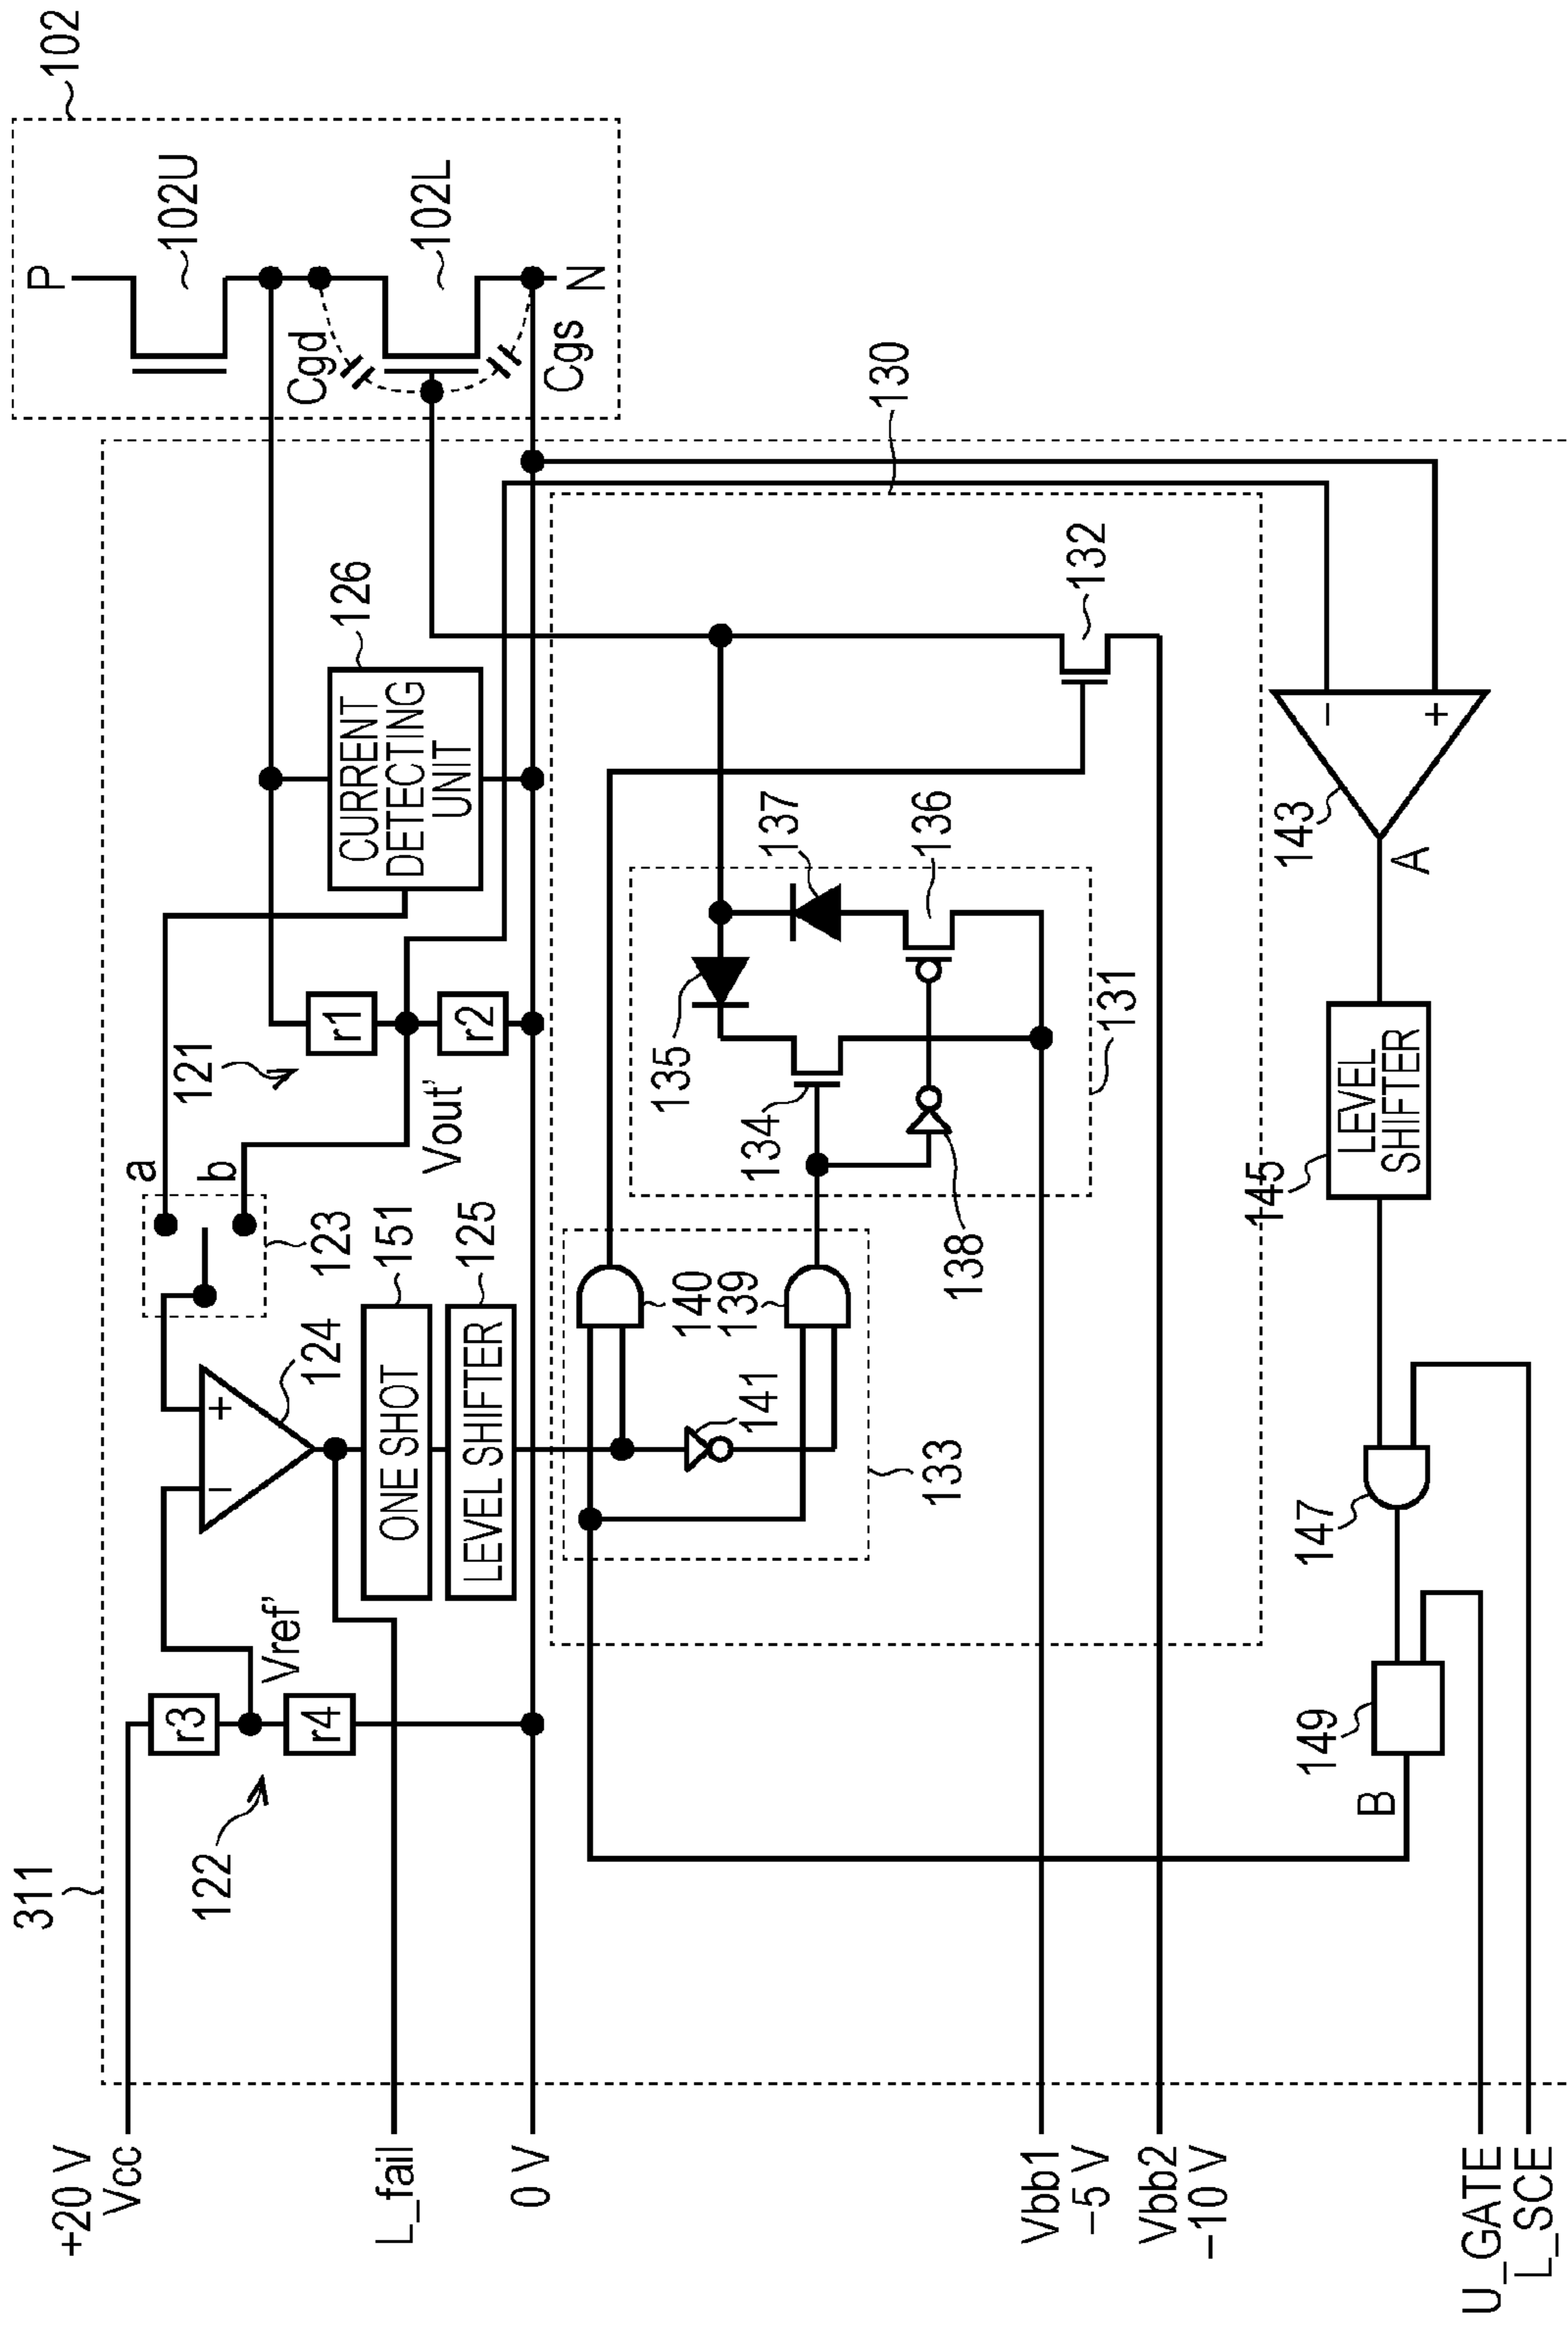 102
P
102U
Cgd
102L
N
Cgs
311
+20 V
Vcc
122
r3
Vref'
r4
L_fail
0 V
–
+
124
123
a
b
121
r1
Vout'
r2
CURRENT
DETECTING
UNIT
126
ONE SHOT
151
LEVEL SHIFTER
125
130
133
141
140
139
134
135
137
136
138
131
132
Vbb1
–5 V
Vbb2
–10 V
B
149
147
145
LEVEL
SHIFTER
A
143
–
+
U_GATE
L_SCE